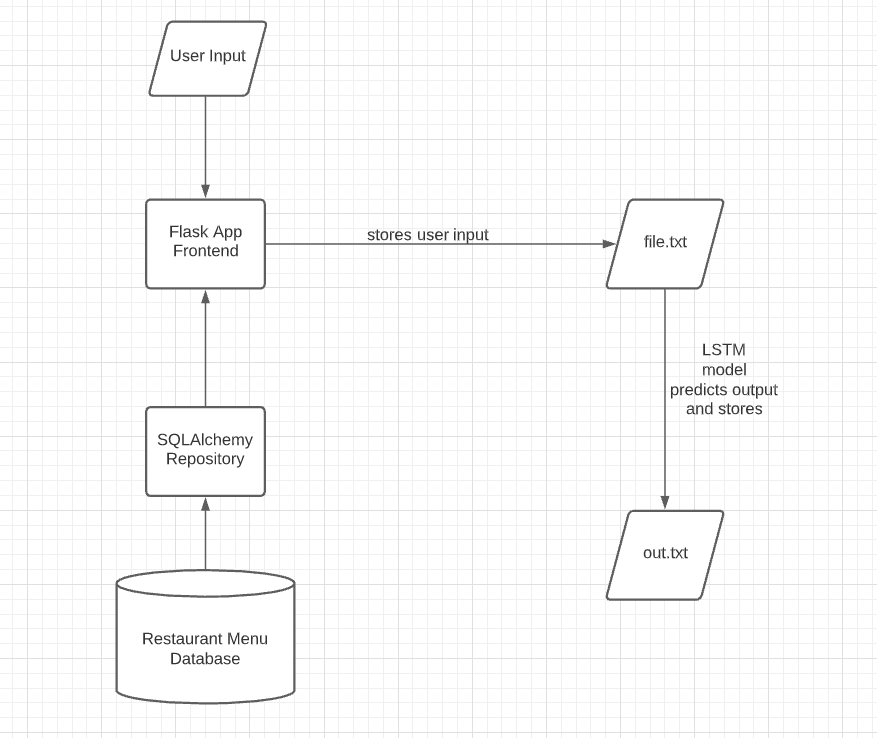 User Input
Flask App
Frontend
stores user input
file.txt
LSTM
model
predicts output
and stores
SQLAlchemy
Repository
out.txt
Restaurant Menu
Database